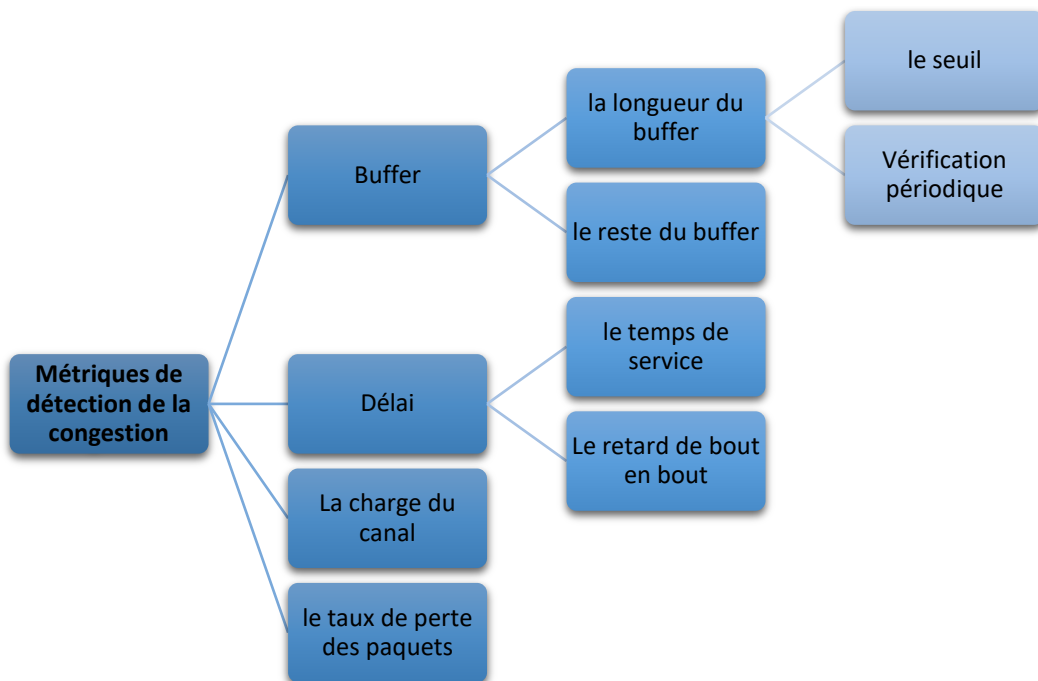 Métriques de
détection de la
congestion
Buffer
la longueur du
buffer
le seuil
Vérification
périodique
le reste du buffer
Délai
le temps de
service
Le retard de bout
en bout
La charge du
canal
le taux de perte
des paquets